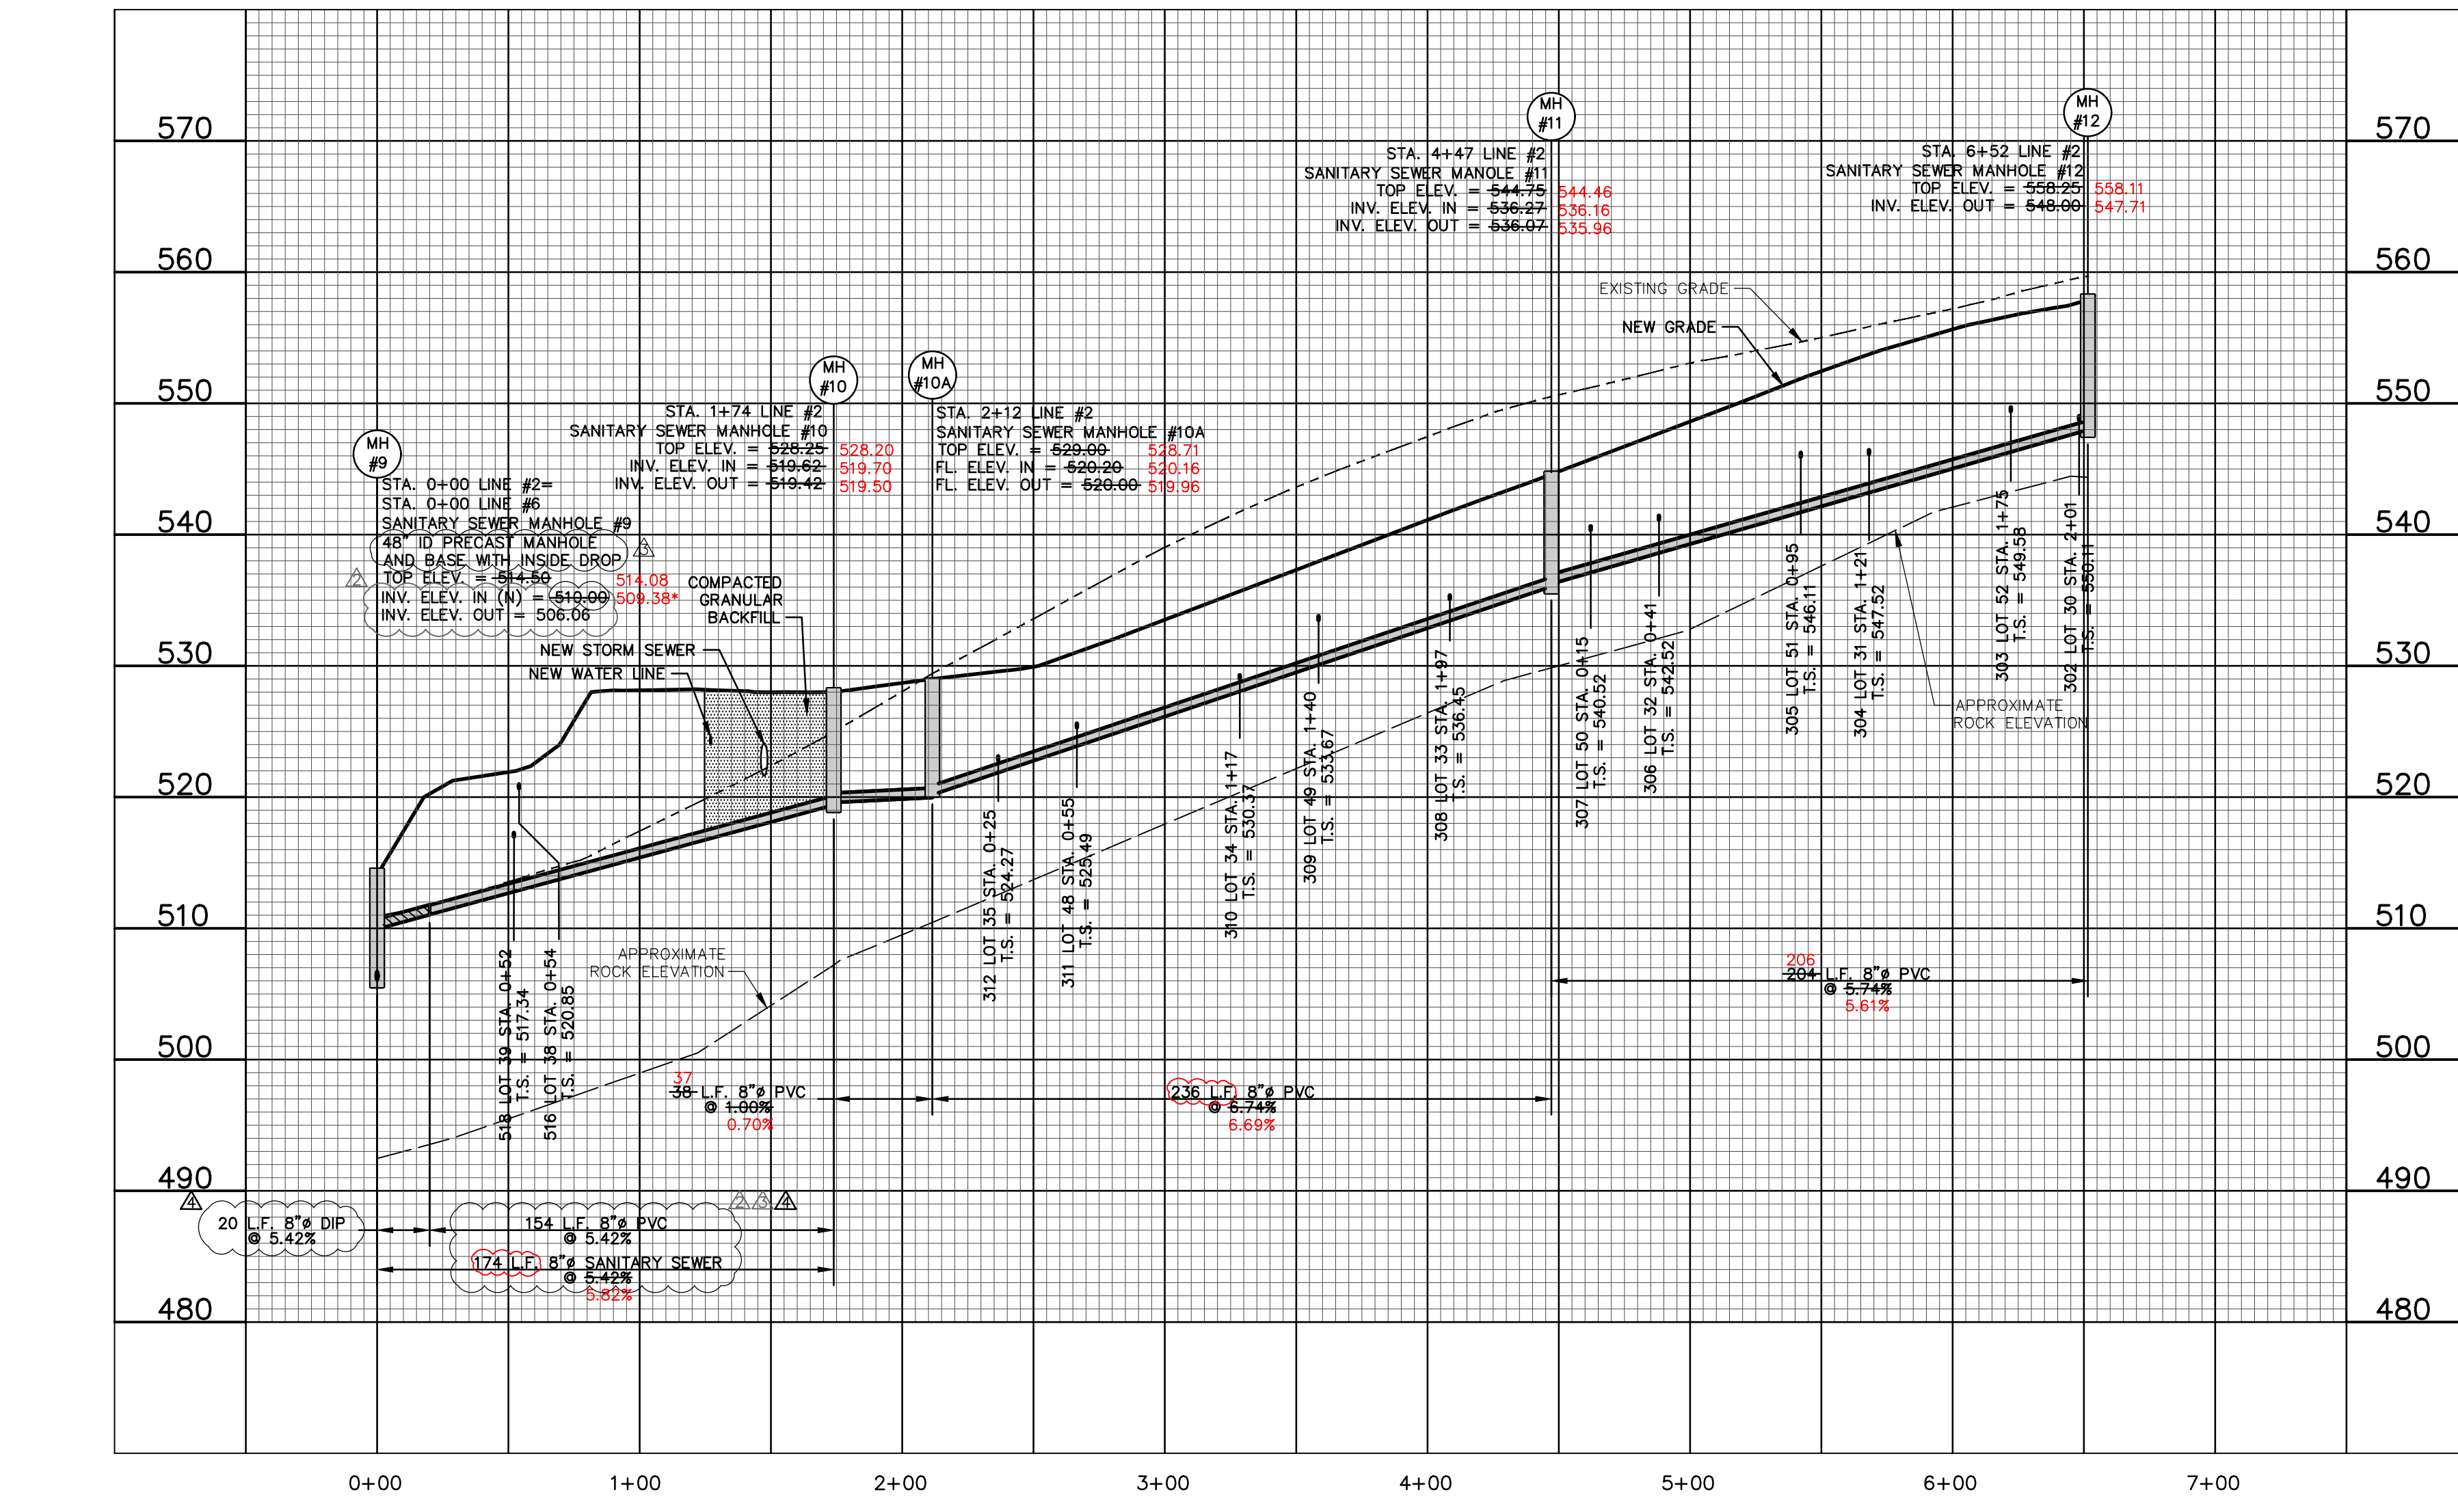 MH
#11
MH
#12
570
570
STA. 4+47 LINE #2
SANITARY SEWER MANOLE #11
TOP ELEV. = 544.75 544.46
INV. ELEV. IN = 536.27 536.16
INV. ELEV. OUT = 536.07 535.96
STA. 6+52 LINE #2
SANITARY SEWER MANHOLE #12
TOP ELEV. = 558.25 558.11
INV. ELEV. OUT = 548.00 547.71
560
560
EXISTING GRADE
NEW GRADE
MH
#10
MH
#10A
550
550
STA. 1+74 LINE #2
SANITARY SEWER MANHOLE #10
TOP ELEV. = 528.25 528.20
INV. ELEV. IN = 519.62 519.70
INV. ELEV. OUT = 519.42 519.50
STA. 2+12 LINE #2
SANITARY SEWER MANHOLE #10A
TOP ELEV. = 529.00 528.71
FL. ELEV. IN = 520.20 520.16
FL. ELEV. OUT = 520.00 519.96
MH
#9
STA. 0+00 LINE #2=
STA. 0+00 LINE #6
SANITARY SEWER MANHOLE #9
48" ID PRECAST MANHOLE
AND BASE WITH INSIDE DROP
3
2
TOP ELEV. = 514.50 514.08
INV. ELEV. IN (N) = 510.00 509.38*
INV. ELEV. OUT = 506.06
540
540
COMPACTED
GRANULAR
BACKFILL
NEW STORM SEWER
NEW WATER LINE
530
530
520
520
510
510
518 LOT 39 STA. 0+52
T.S. = 517.34
516 LOT 38 STA. 0+54
T.S. = 520.85
312 LOT 35 STA. 0+25
T.S. = 524.27
311 LOT 48 STA. 0+55
T.S. = 525.49
310 LOT 34 STA. 1+17
T.S. = 530.37
309 LOT 49 STA. 1+40
T.S. = 533.67
308 LOT 33 STA. 1+97
T.S. = 536.45
307 LOT 50 STA. 0+15
T.S. = 540.52
306 LOT 32 STA. 0+41
T.S. = 542.52
305 LOT 51 STA. 0+95
T.S. = 546.11
304 LOT 31 STA. 1+21
T.S. = 547.52
303 LOT 52 STA. 1+75
T.S. = 549.58
302 LOT 30 STA. 2+01
T.S. = 550.11
APPROXIMATE
ROCK ELEVATION
APPROXIMATE
ROCK ELEVATION
206
204 L.F. 8"ø PVC
@ 5.74%
5.61%
500
500
37
38 L.F. 8"ø PVC
@ 1.00%
0.70%
236 L.F. 8"ø PVC
@ 6.74%
6.69%
490
490
4
2 3 4
20 L.F. 8"ø DIP
@ 5.42%
154 L.F. 8"ø PVC
@ 5.42%
174 L.F. 8"ø SANITARY SEWER
@ 5.42%
5.82%
480
480
0+00 1+00 2+00 3+00 4+00 5+00 6+00 7+00